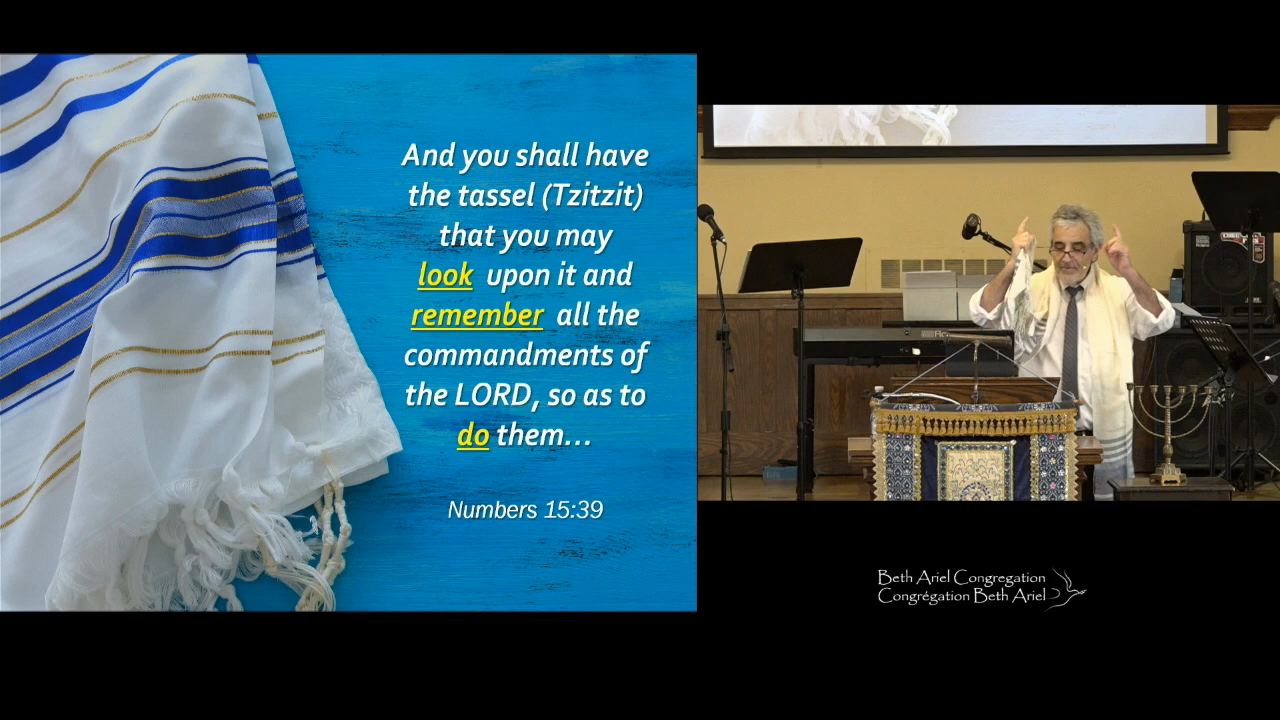 And you shall have
the tassel (Tzitzit)
that you may
look upon it and
remember all the
commandments of
the LORD, so as to
do them...
Numbers 15:39
Beth Ariel Congregation
Congrégation Beth Ariel